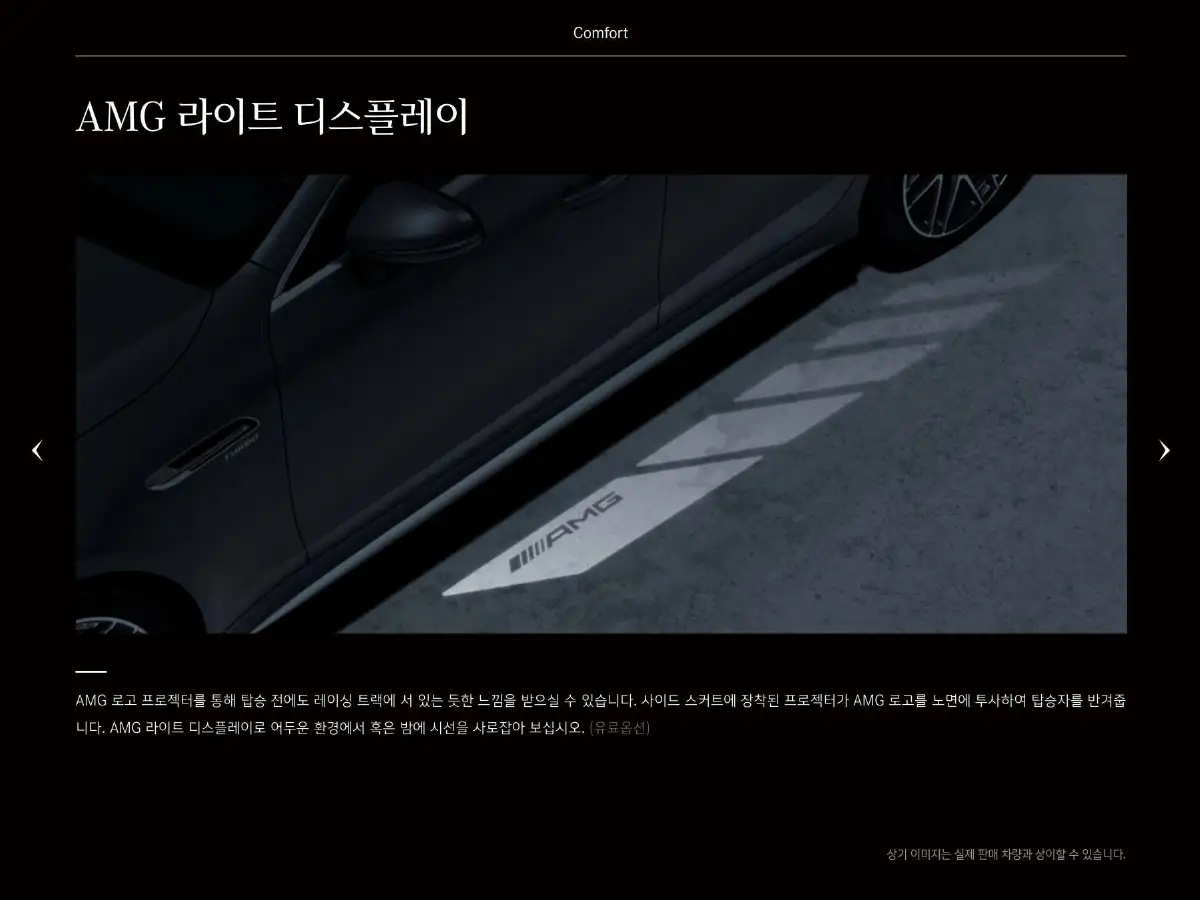 Comfort
AMG 라이트 디스플레이
TURBO
AMG
AMG 로고 프로젝터를 통해 탑승 전에도 레이싱 트랙에 서 있는 듯한 느낌을 받으실 수 있습니다. 사이드 스커트에 장착된 프로젝터가 AMG 로고를 노면에 투사하여 탑승자를 반겨줍
니다. AMG 라이트 디스플레이로 어두운 환경에서 혹은 밤에 시선을 사로잡아 보십시오. (유료옵션)
상기 이미지는 실제 판매 차량과 상이할 수 있습니다.